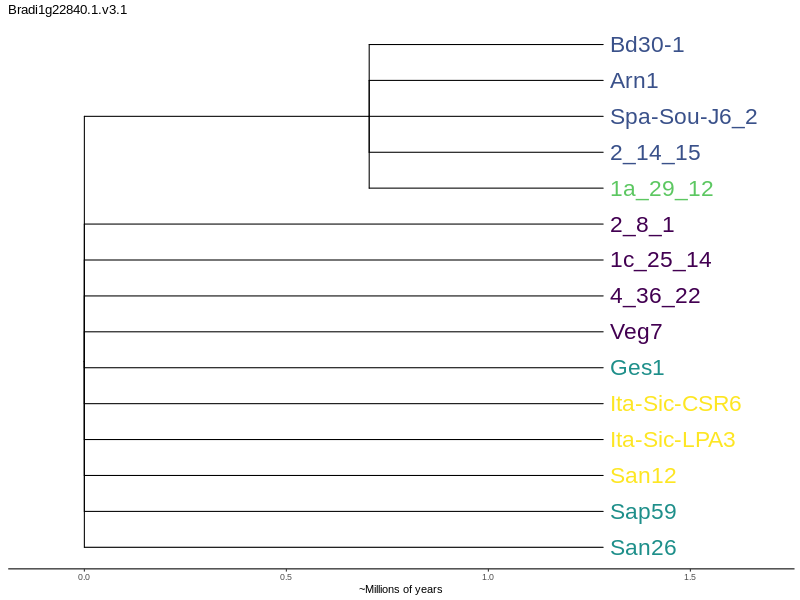 Bradi1g22840.1.v3.1
Bd30-1
Arn1
Spa-Sou-J6_2
2_14_15
1a_29_12
2_8_1
1c_25_14
4_36_22
Veg7
Ges1
Ita-Sic-CSR6
Ita-Sic-LPA3
San12
Sap59
San26
0.0 0.5 1.0 1.5
~Millions of years